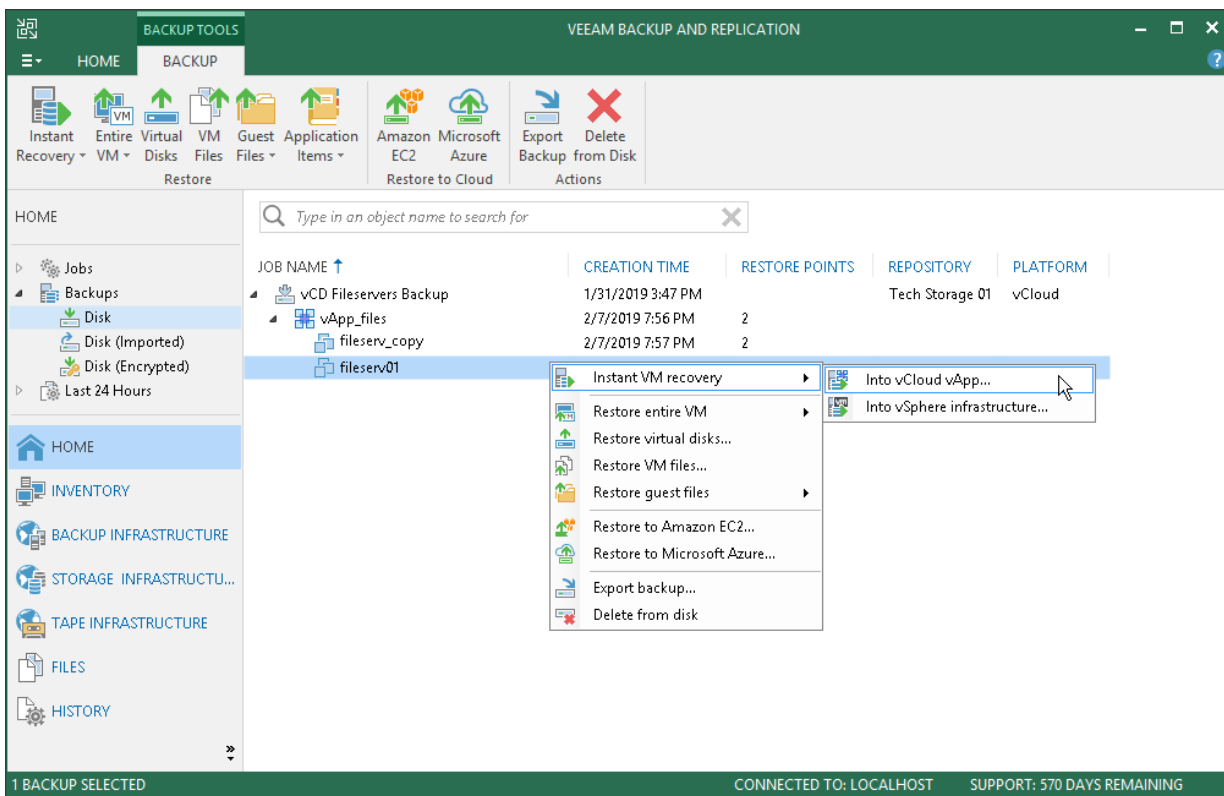 BACKUP TOOLS
VEEAM BACKUP AND REPLICATION
HOME
BACKUP
Instant Recovery
Entire VM
Virtual Disks
VM Files
Guest Files
Application Items
Amazon EC2
Microsoft Azure
Export Backup
Delete from Disk
Restore
Restore to Cloud
Actions
HOME
Type in an object name to search for
Jobs
Backups
Disk
Disk (Imported)
Disk (Encrypted)
Last 24 Hours
JOB NAME CREATION TIME RESTORE POINTS REPOSITORY PLATFORM
vCD Fileservers Backup 1/31/2019 3:47 PM Tech Storage 01 vCloud
vApp_files 2/7/2019 7:56 PM 2
fileserv_copy 2/7/2019 7:57 PM 2
fileserv01
Instant VM recovery
Restore entire VM
Restore virtual disks...
Restore VM files...
Restore guest files
Restore to Amazon EC2...
Restore to Microsoft Azure...
Export backup...
Delete from disk
Into vCloud vApp...
Into vSphere infrastructure...
HOME
INVENTORY
BACKUP INFRASTRUCTURE
STORAGE INFRASTRUCTU...
TAPE INFRASTRUCTURE
FILES
HISTORY
1 BACKUP SELECTED
CONNECTED TO: LOCALHOST
SUPPORT: 570 DAYS REMAINING